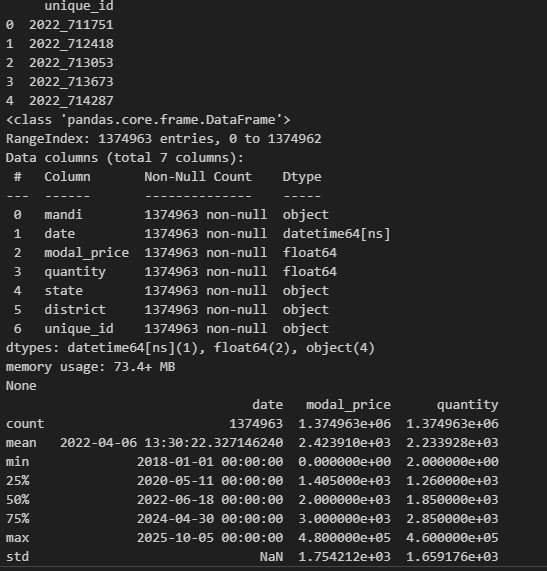 unique_id
0 2022_711751
1 2022_712418
2 2022_713053
3 2022_713673
4 2022_714287
<class 'pandas.core.frame.DataFrame'>
RangeIndex: 1374963 entries, 0 to 1374962
Data columns (total 7 columns):
# Column Non-Null Count Dtype
--- ------ -------------- -----
0 mandi 1374963 non-null object
1 date 1374963 non-null datetime64[ns]
2 modal_price 1374963 non-null float64
3 quantity 1374963 non-null float64
4 state 1374963 non-null object
5 district 1374963 non-null object
6 unique_id 1374963 non-null object
dtypes: datetime64[ns](1), float64(2), object(4)
memory usage: 73.4+ MB
None
date modal_price quantity
count 1374963 1.374963e+06 1.374963e+06
mean 2022-04-06 13:30:22.327146240 2.423910e+03 2.233928e+03
min 2018-01-01 00:00:00 0.000000e+00 2.000000e+00
25% 2020-05-11 00:00:00 1.405000e+03 1.260000e+03
50% 2022-06-18 00:00:00 2.000000e+03 1.850000e+03
75% 2024-04-30 00:00:00 3.000000e+03 2.850000e+03
max 2025-10-05 00:00:00 4.800000e+05 4.600000e+05
std NaN 1.754212e+03 1.659176e+03